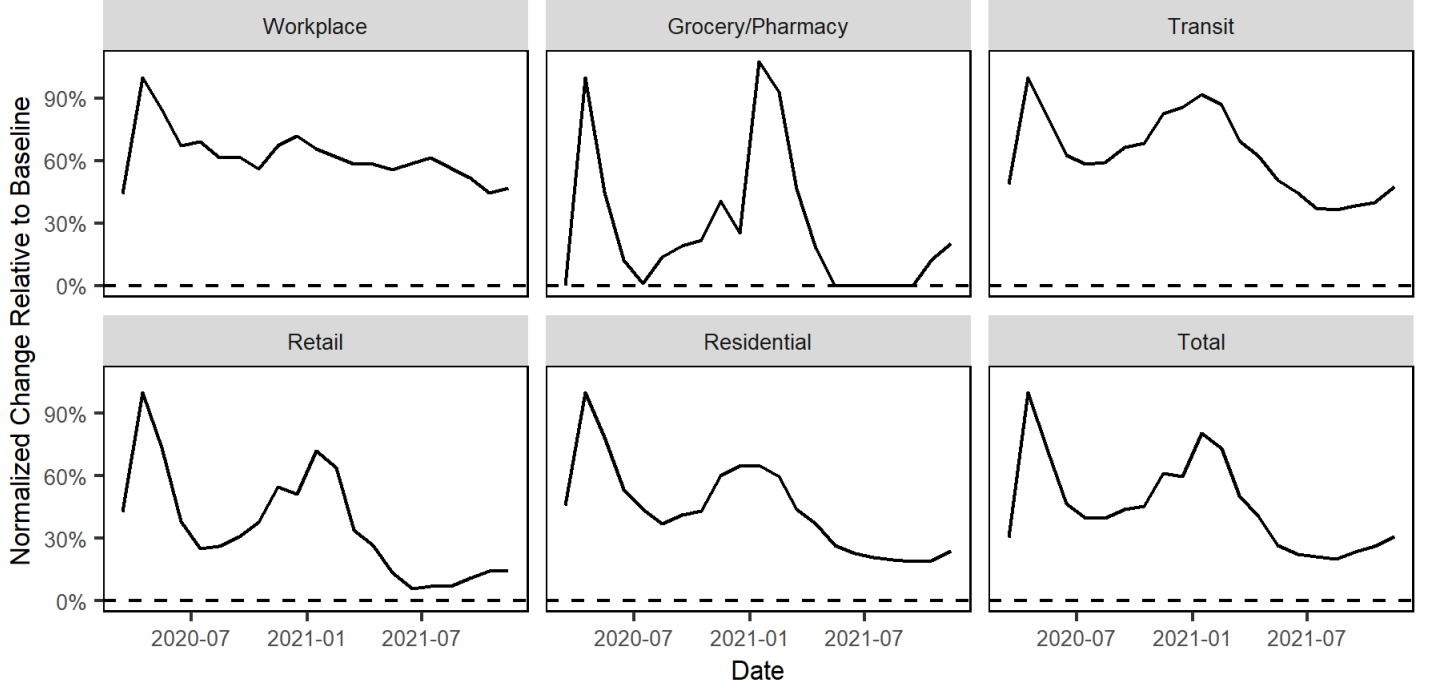 Workplace
Grocery/Pharmacy
Transit
90%
60%
30%
0%
Retail
Residential
Total
90%
60%
30%
0%
2020-07 2021-01 2021-07
2020-07 2021-01 2021-07
2020-07 2021-01 2021-07
Date
Normalized Change Relative to Baseline